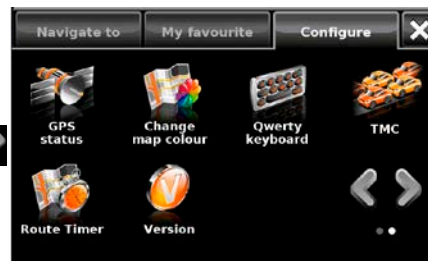 Navigate to My favourite Configure X
GPS
status
Change
map colour
Qwerty
keyboard
TMC
Route Timer
Version